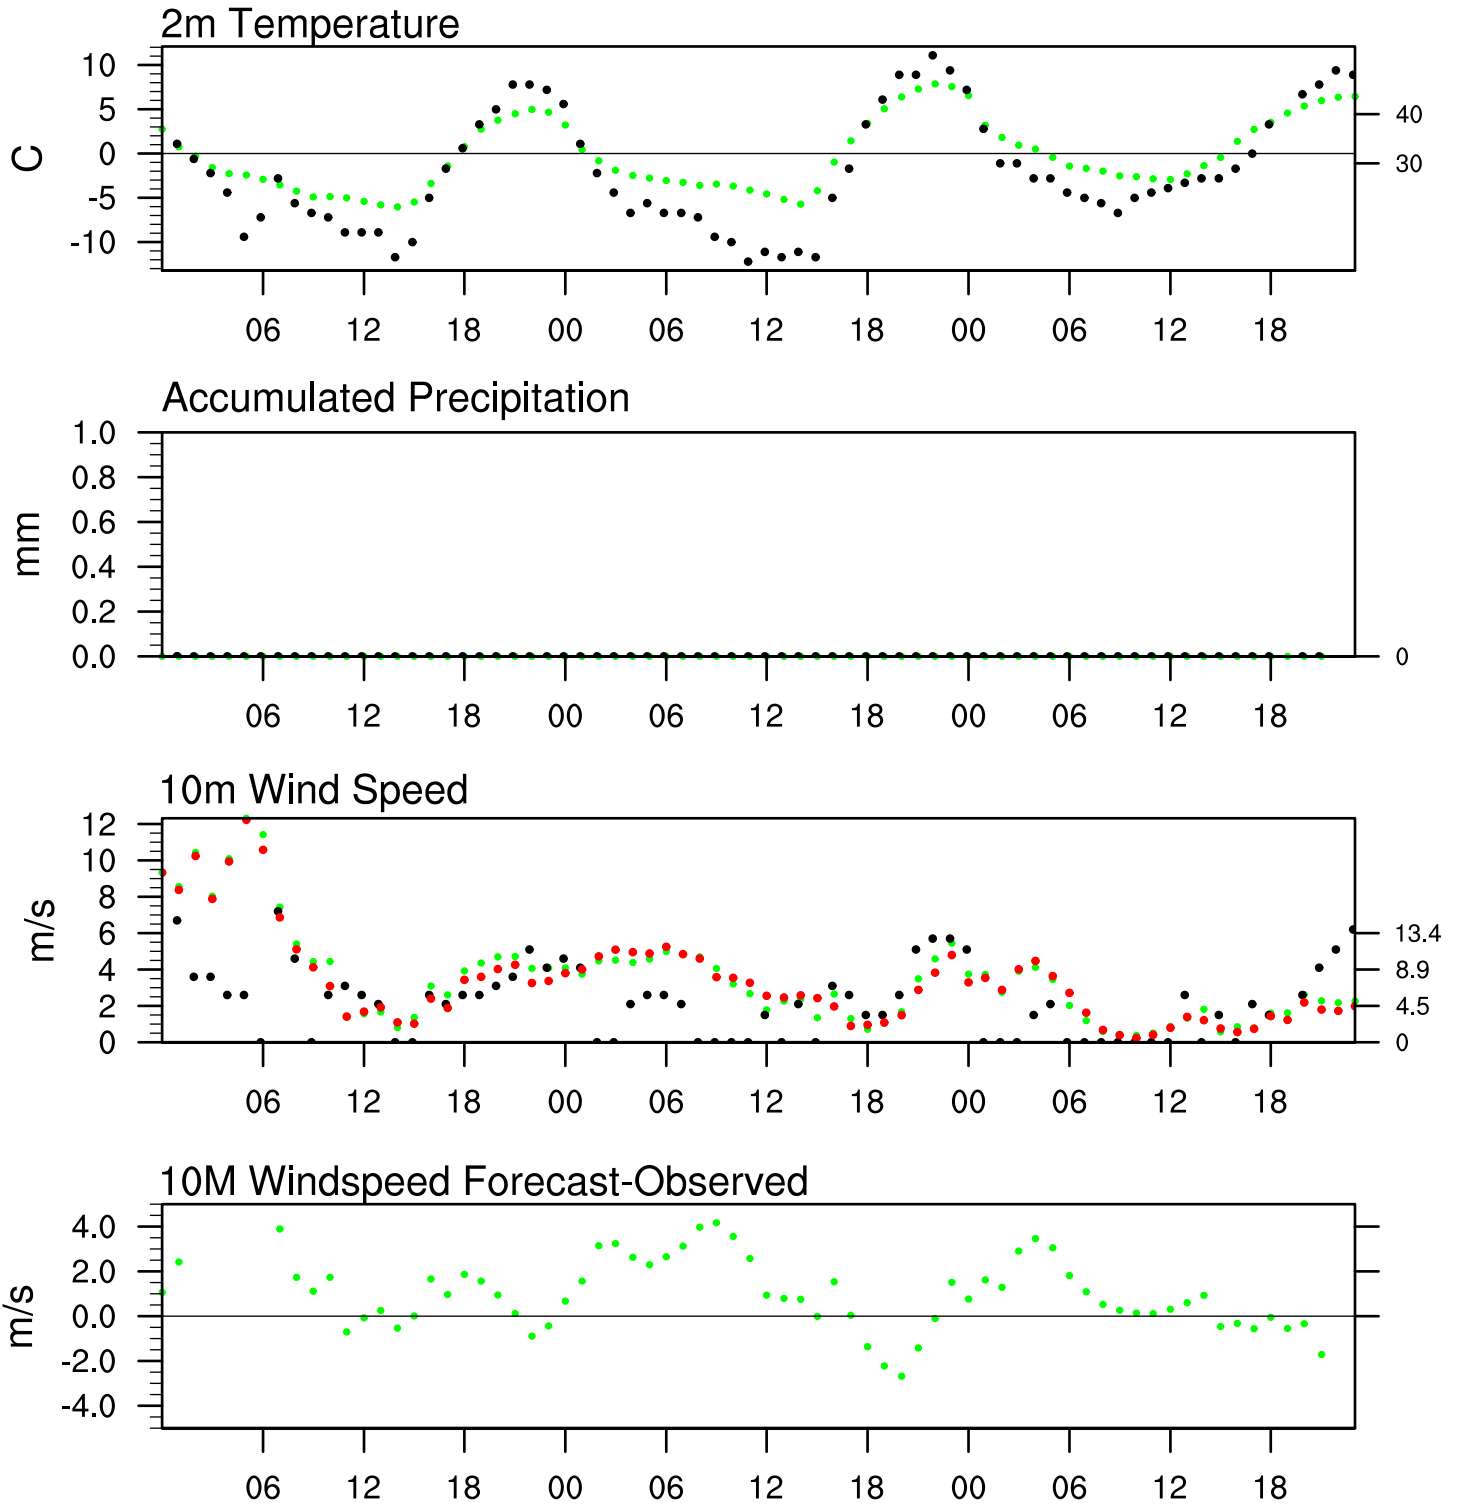 2m Temperature
10
5
0
-5
-10
C
40
30
06 12 18 00 06 12 18 00 06 12 18
Accumulated Precipitation
1.0
0.8
0.6
0.4
0.2
0.0
mm
0
06 12 18 00 06 12 18 00 06 12 18
10m Wind Speed
12
10
8
6
4
2
0
m/s
13.4
8.9
4.5
0
06 12 18 00 06 12 18 00 06 12 18
10M Windspeed Forecast-Observed
4.0
2.0
0.0
-2.0
-4.0
m/s
06 12 18 00 06 12 18 00 06 12 18